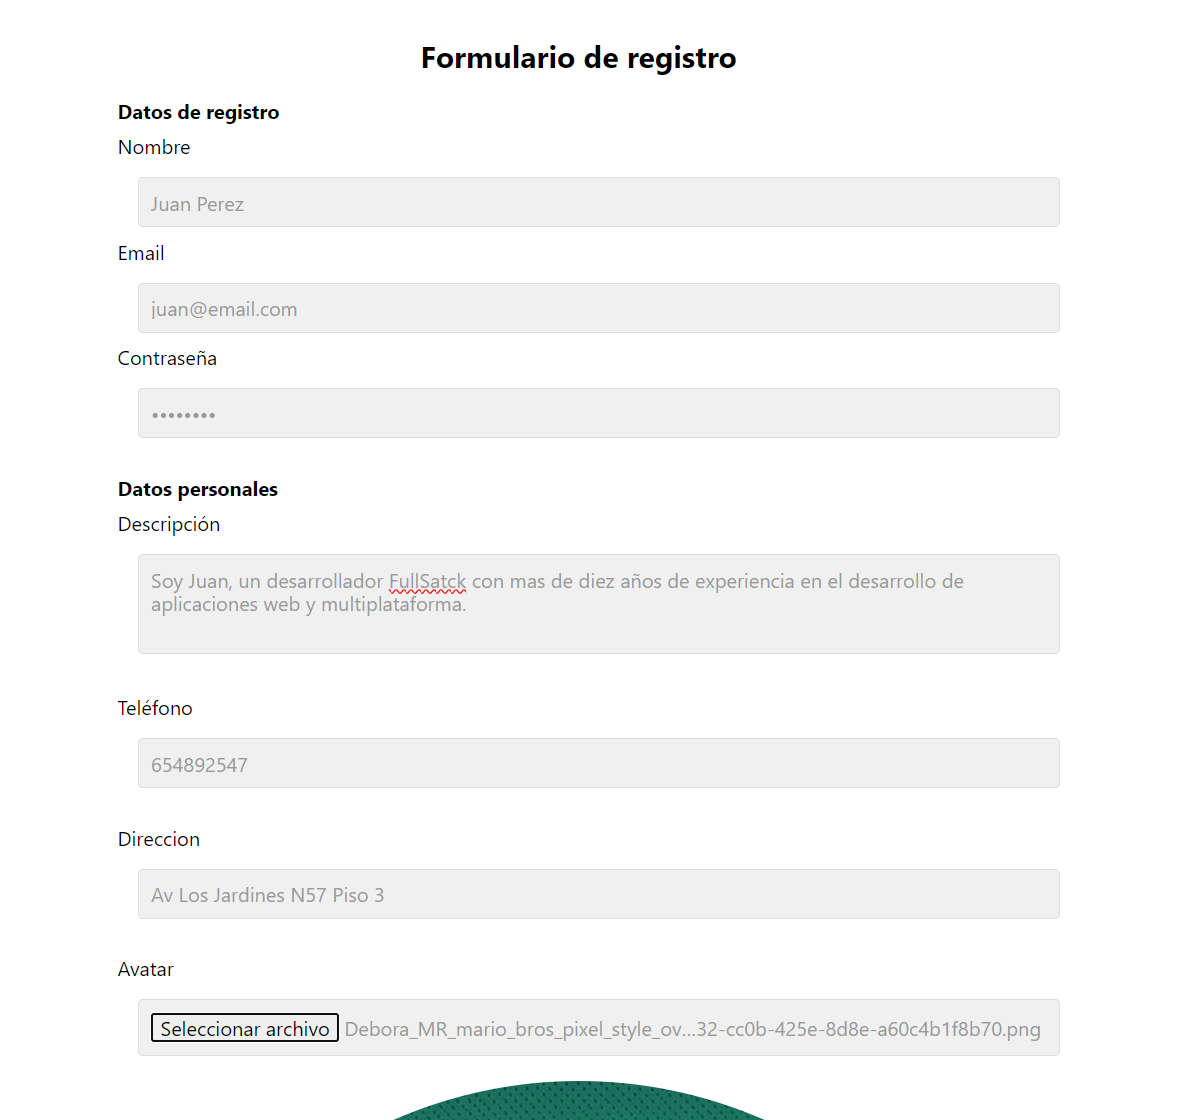 Formulario de registro
Datos de registro
Nombre
Juan Perez
Email
juan@email.com
Contraseña
••••••••
Datos personales
Descripción
Soy Juan, un desarrollador FullSatck con mas de diez años de experiencia en el desarrollo de
aplicaciones web y multiplataforma.
Teléfono
654892547
Direccion
Av Los Jardines N57 Piso 3
Avatar
Seleccionar archivo Debora_MR_mario_bros_pixel_style_ov...32-cc0b-425e-8d8e-a60c4b1f8b70.png